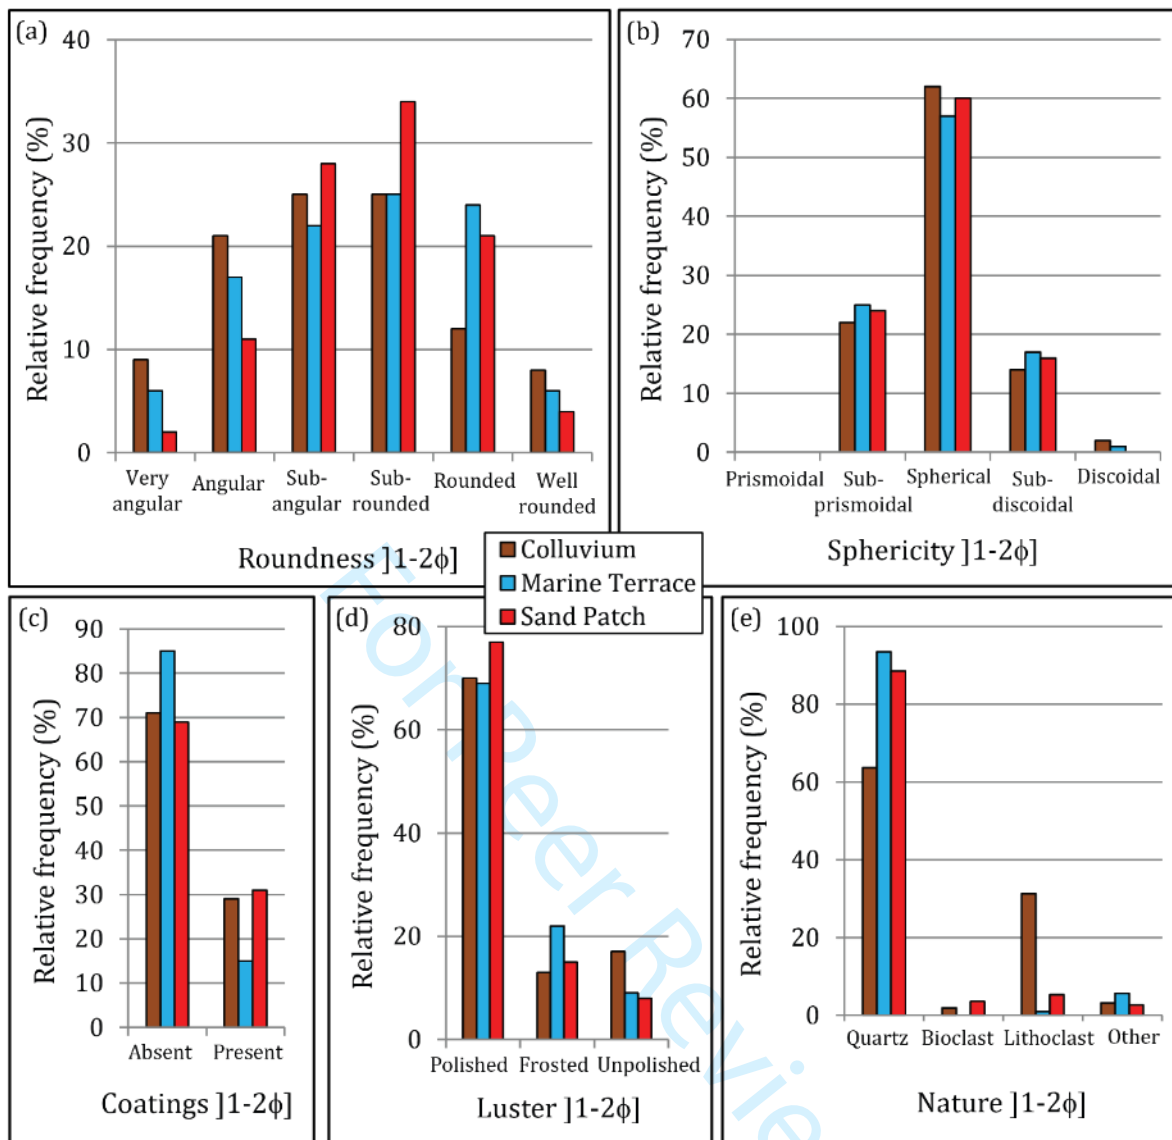 (a)
40
30
20
10
0
Relative frequency (%)
Very angular
Angular
Sub-angular
Sub-rounded
Rounded
Well rounded
Roundness ]1-2ϕ]
(b)
70
60
50
40
30
20
10
0
Relative frequency (%)
Prismoidal
Sub-prismoidal
Spherical
Sub-discoidal
Discoidal
Sphericity ]1-2ϕ]
Colluvium
Marine Terrace
Sand Patch
(c)
90
80
70
60
50
40
30
20
10
0
Relative frequency (%)
Absent
Present
Coatings ]1-2ϕ]
(d)
80
60
40
20
0
Relative frequency (%)
Polished
Frosted
Unpolished
Luster ]1-2ϕ]
(e)
100
80
60
40
20
0
Relative frequency (%)
Quartz
Bioclast
Lithoclast
Other
Nature ]1-2ϕ]
For Peer Revie